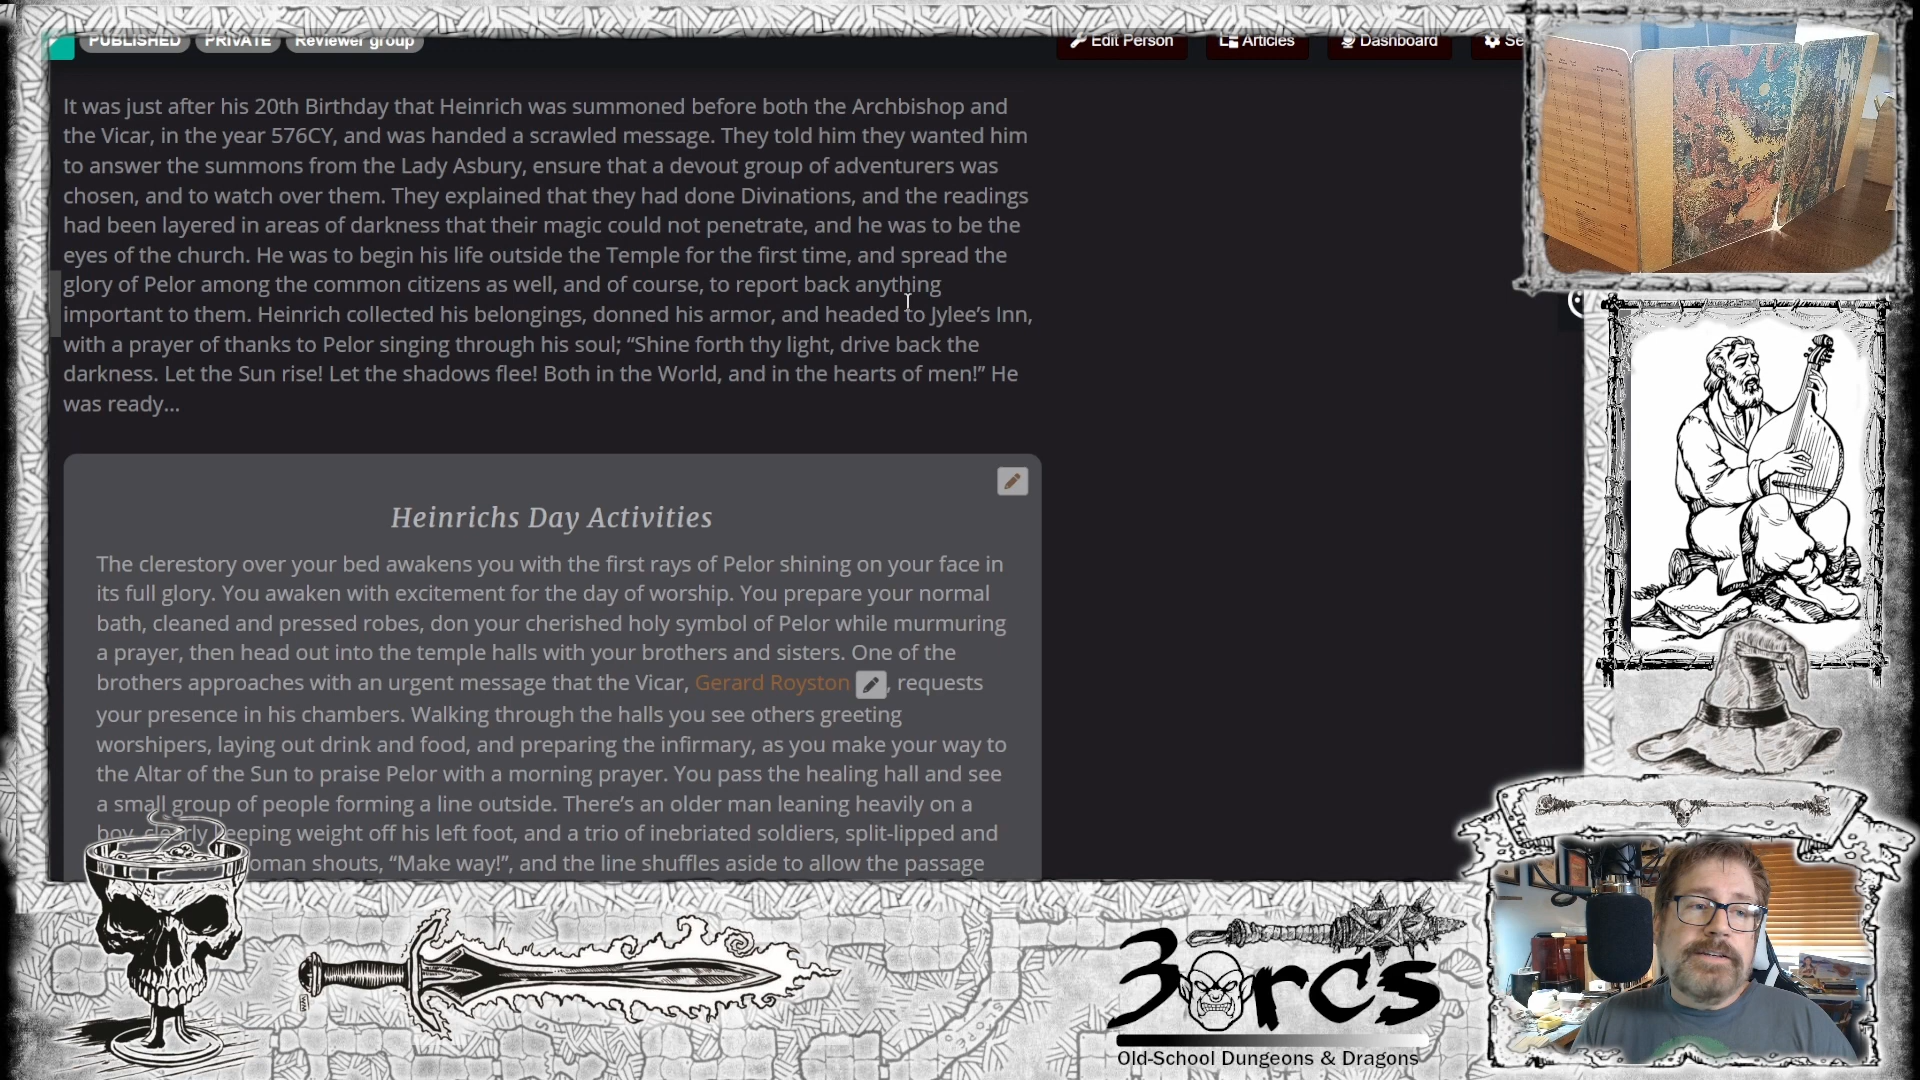 PUBLISHED PRIVATE Reviewer group
Edit Person Articles Dashboard Se
It was just after his 20th Birthday that Heinrich was summoned before both the Archbishop and
the Vicar, in the year 576CY, and was handed a scrawled message. They told him they wanted him
to answer the summons from the Lady Asbury, ensure that a devout group of adventurers was
chosen, and to watch over them. They explained that they had done Divinations, and the readings
had been layered in areas of darkness that their magic could not penetrate, and he was to be the
eyes of the church. He was to begin his life outside the Temple for the first time, and spread the
glory of Pelor among the common citizens as well, and of course, to report back anything
important to them. Heinrich collected his belongings, donned his armor, and headed to Jylee’s Inn,
with a prayer of thanks to Pelor singing through his soul; “Shine forth thy light, drive back the
darkness. Let the Sun rise! Let the shadows flee! Both in the World, and in the hearts of men!” He
was ready...
Heinrichs Day Activities
The clerestory over your bed awakens you with the first rays of Pelor shining on your face in
its full glory. You awaken with excitement for the day of worship. You prepare your normal
bath, cleaned and pressed robes, don your cherished holy symbol of Pelor while murmuring
a prayer, then head out into the temple halls with your brothers and sisters. One of the
brothers approaches with an urgent message that the Vicar, Gerard Royston , requests
your presence in his chambers. Walking through the halls you see others greeting
worshipers, laying out drink and food, and preparing the infirmary, as you make your way to
the Altar of the Sun to praise Pelor with a morning prayer. You pass the healing hall and see
a small group of people forming a line outside. There’s an older man leaning heavily on a
boy, clearly keeping weight off his left foot, and a trio of inebriated soldiers, split-lipped and
oman shouts, “Make way!”, and the line shuffles aside to allow the passage
3 orcs
Old-School Dungeons & Dragons